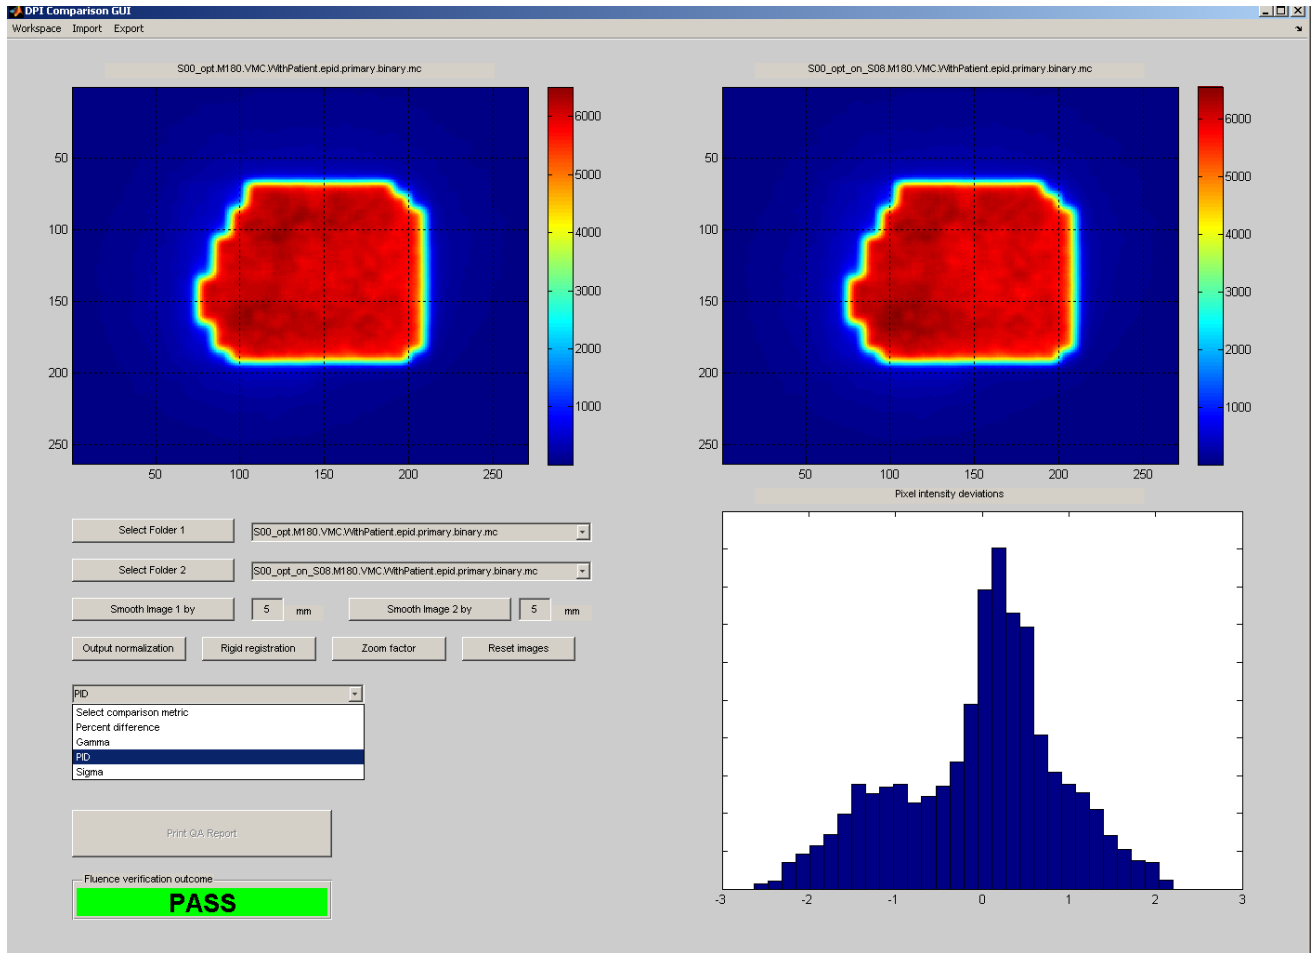 DPI Comparison GUI
Workspace Import Export
S00_opt.M180.VMC.WithPatient.epid.primary.binary.mc
50
100
150
200
250
50 100 150 200 250
6000
5000
4000
3000
2000
1000
S00_opt_on_S08.M180.VMC.WithPatient.epid.primary.binary.mc
50
100
150
200
250
50 100 150 200 250
6000
5000
4000
3000
2000
1000
Select Folder 1 S00_opt.M180.VMC.WithPatient.epid.primary.binary.mc
Select Folder 2 S00_opt_on_S08.M180.VMC.WithPatient.epid.primary.binary.mc
Smooth Image 1 by 5 mm Smooth Image 2 by 5 mm
Output normalization Rigid registration Zoom factor Reset images
PID
Select comparison metric
Percent difference
Gamma
PID
Sigma
Print QA Report
Fluence verification outcome
PASS
Pixel intensity deviations
-3 -2 -1 0 1 2 3